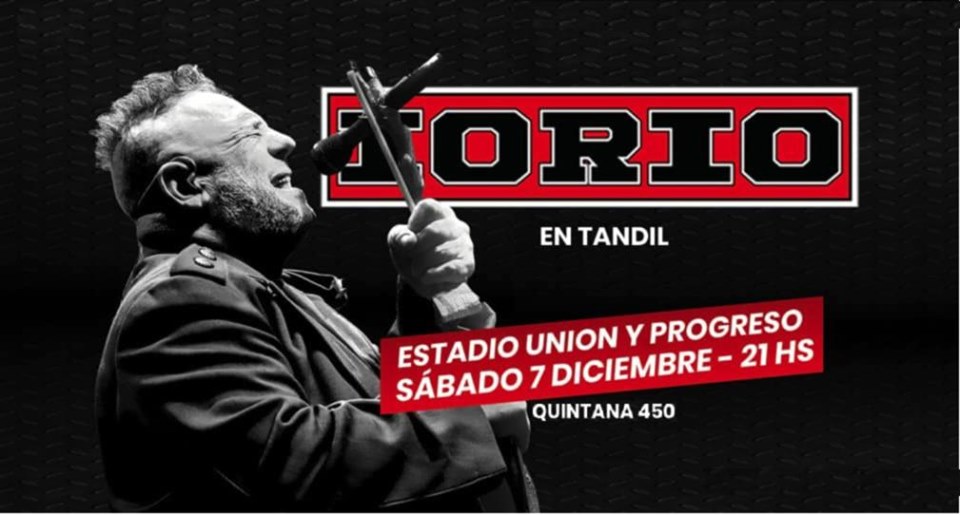 IORIO
EN TANDIL
ESTADIO UNION Y PROGRESO
SÁBADO 7 DICIEMBRE - 21 HS
QUINTANA 450